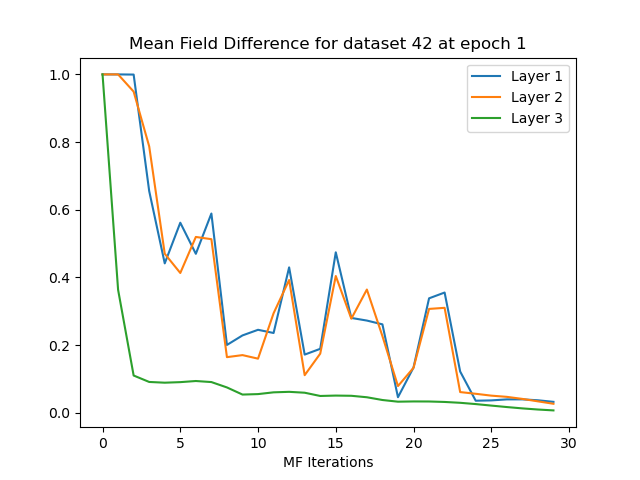 Mean Field Difference for dataset 42 at epoch 1
Layer 1
Layer 2
Layer 3
1.0
0.8
0.6
0.4
0.2
0.0
0 5 10 15 20 25 30
MF Iterations